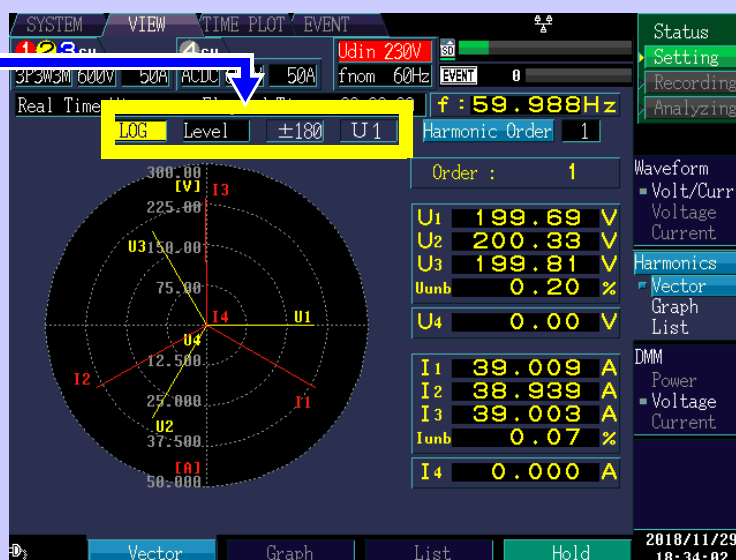 SYSTEM VIEW TIME PLOT EVENT
123 4 Udin 230V SD
3P3W3M 600V 50A ACDC 50A fnom 60Hz EVENT 0
Real Time f:59.988Hz
LOG Level ±180 U1 Harmonic Order 1
Order : 1
300.00
[V]
I3
225.00
U3 150.00
75.00
I4 U1
U4
12.500
I2
25.000 I1
U2
37.500
[A]
50.000
U1 199.69 V
U2 200.33 V
U3 199.81 V
Uunb 0.20 %
U4 0.00 V
I1 39.009 A
I2 38.939 A
I3 39.003 A
Iunb 0.07 %
I4 0.000 A
Status
Setting
Recording
Analyzing
Waveform
Volt/Curr
Voltage
Current
Harmonics
Vector
Graph
List
DMM
Power
Voltage
Current
Vector Graph List Hold
2018/11/29
18:34:02